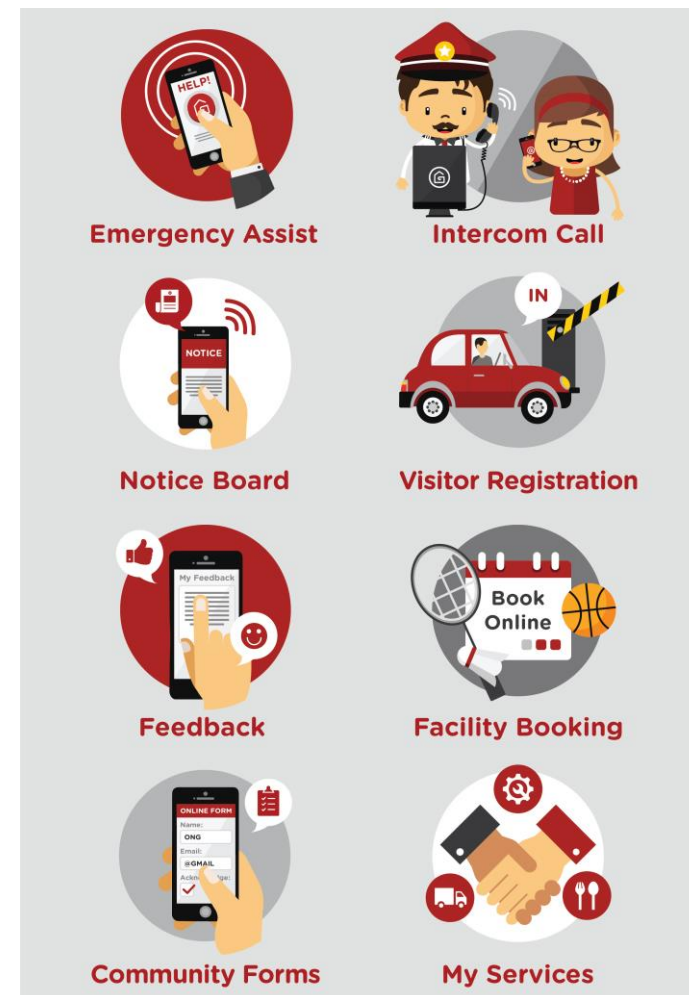 HELP!
Emergency Assist
Intercom Call
NOTICE
Notice Board
IN
Visitor Registration
My Feedback
Feedback
Book
Online
Facility Booking
ONLINE FORM
Name:
ONG
Email:
@GMAIL
Community Forms
My Services